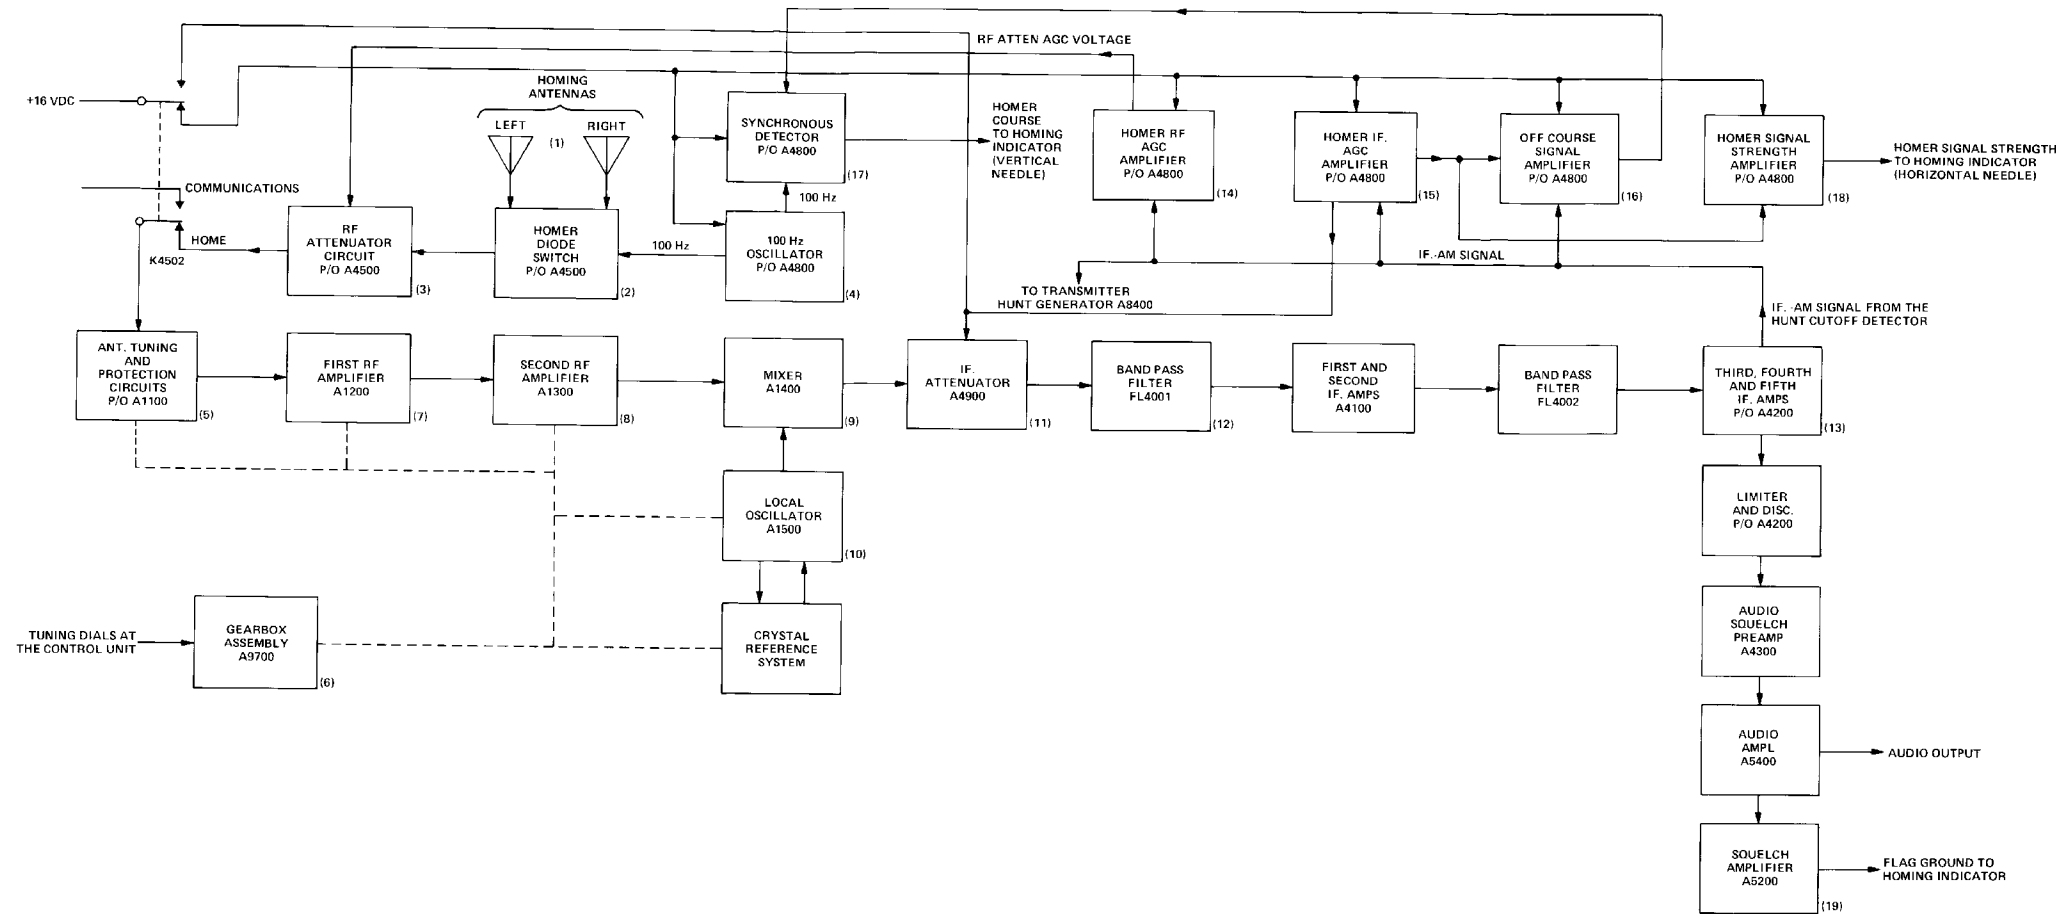 RF ATTEN AGC VOLTAGE
+16 VDC
HOMING
ANTENNAS
LEFT
RIGHT
(1)
SYNCHRONOUS
DETECTOR
P/O A4800
(17)
HOMER
COURSE
TO HOMING
INDICATOR
(VERTICAL
NEEDLE)
HOMER RF
AGC
AMPLIFIER
P/O A4800
(14)
HOMER IF.
AGC
AMPLIFIER
P/O A4800
(15)
OFF COURSE
SIGNAL
AMPLIFIER
P/O A4800
(16)
HOMER SIGNAL
STRENGTH
AMPLIFIER
P/O A4800
(18)
HOMER SIGNAL STRENGTH
TO HOMING INDICATOR
(HORIZONTAL NEEDLE)
COMMUNICATIONS
HOME
K4502
RF
ATTENUATOR
CIRCUIT
P/O A4500
(3)
HOMER
DIODE
SWITCH
P/O A4500
(2)
100 Hz
100 Hz
100 Hz
OSCILLATOR
P/O A4800
(4)
TO TRANSMITTER
HUNT GENERATOR A8400
IF.-AM SIGNAL
IF. -AM SIGNAL FROM THE
HUNT CUTOFF DETECTOR
ANT. TUNING
AND
PROTECTION
CIRCUITS
P/O A1100
(5)
FIRST RF
AMPLIFIER
A1200
(7)
SECOND RF
AMPLIFIER
A1300
(8)
MIXER
A1400
(9)
IF.
ATTENUATOR
A4900
(11)
BAND PASS
FILTER
FL4001
(12)
FIRST AND
SECOND
IF. AMPS
A4100
BAND PASS
FILTER
FL4002
THIRD, FOURTH
AND FIFTH
IF. AMPS
P/O A4200
(13)
LOCAL
OSCILLATOR
A1500
(10)
LIMITER
AND DISC.
P/O A4200
TUNING DIALS AT
THE CONTROL UNIT
GEARBOX
ASSEMBLY
A9700
(6)
CRYSTAL
REFERENCE
SYSTEM
AUDIO
SQUELCH
PREAMP
A4300
AUDIO
AMPL
A5400
AUDIO OUTPUT
SQUELCH
AMPLIFIER
A5200
(19)
FLAG GROUND TO
HOMING INDICATOR